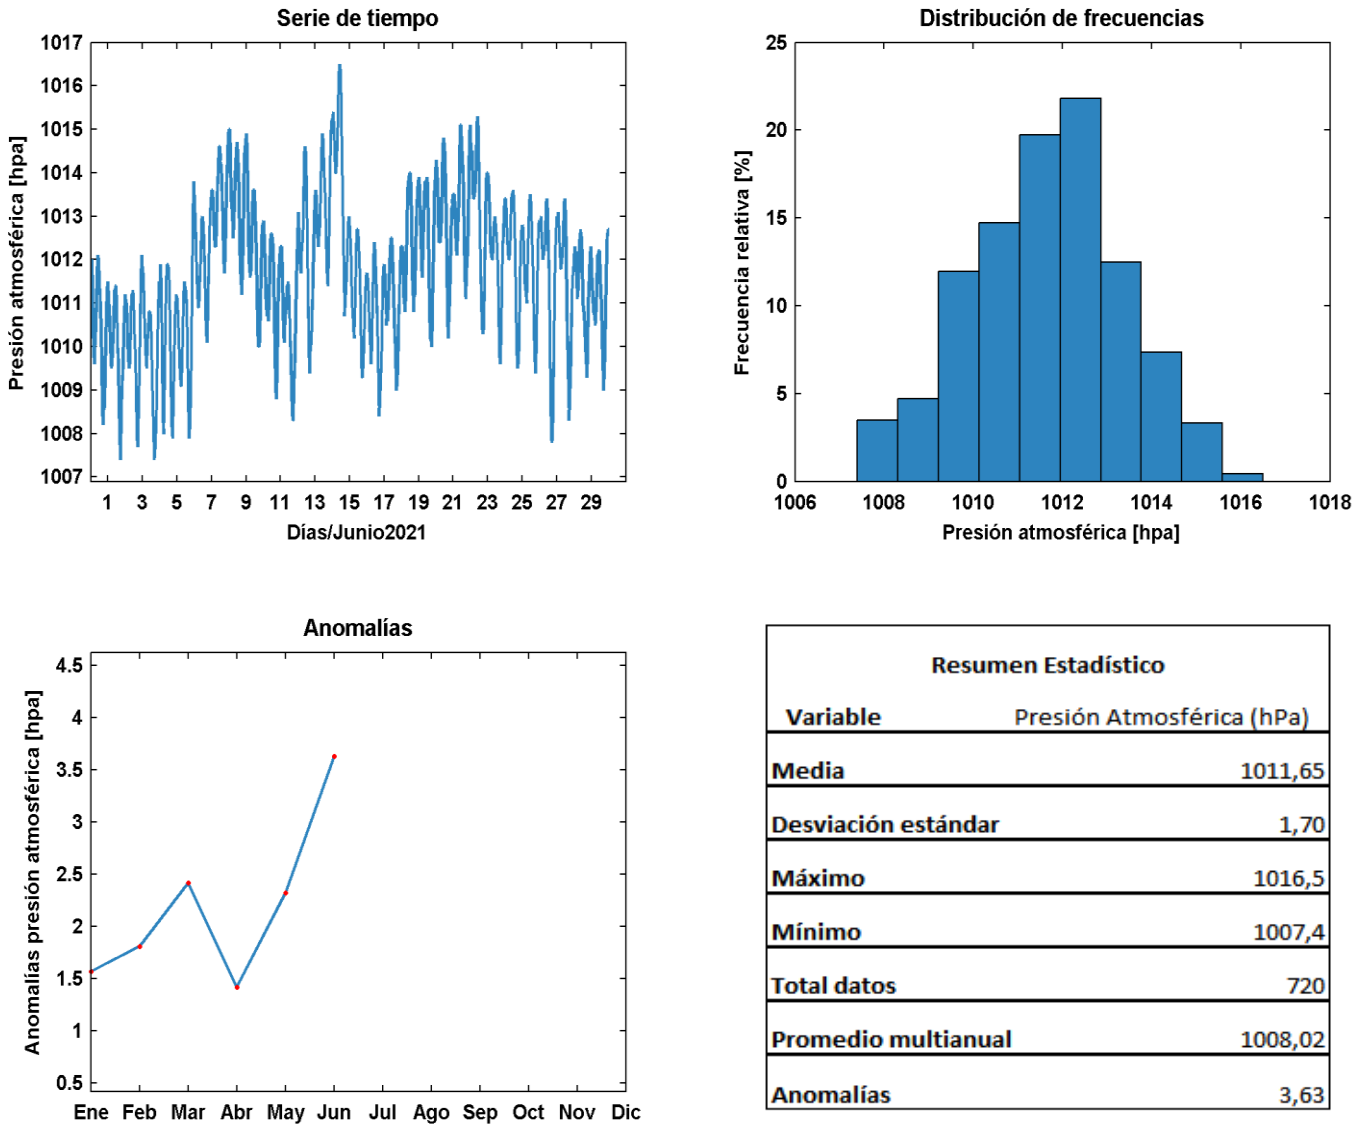 Serie de tiempo
1017
1016
1015
1014
1013
1012
1011
1010
1009
1008
1007
Presión atmosférica [hpa]
1 3 5 7 9 11 13 15 17 19 21 23 25 27 29
Días/Junio2021
Distribución de frecuencias
25
20
15
10
5
0
Frecuencia relativa [%]
1006 1008 1010 1012 1014 1016 1018
Presión atmosférica [hpa]
Anomalías
4.5
4
3.5
3
2.5
2
1.5
1
0.5
Anomalías presión atmosférica [hpa]
Ene Feb Mar Abr May Jun Jul Ago Sep Oct Nov Dic
Resumen Estadístico
Variable Presión Atmosférica (hPa)
Media 1011,65
Desviación estándar 1,70
Máximo 1016,5
Mínimo 1007,4
Total datos 720
Promedio multianual 1008,02
Anomalías 3,63